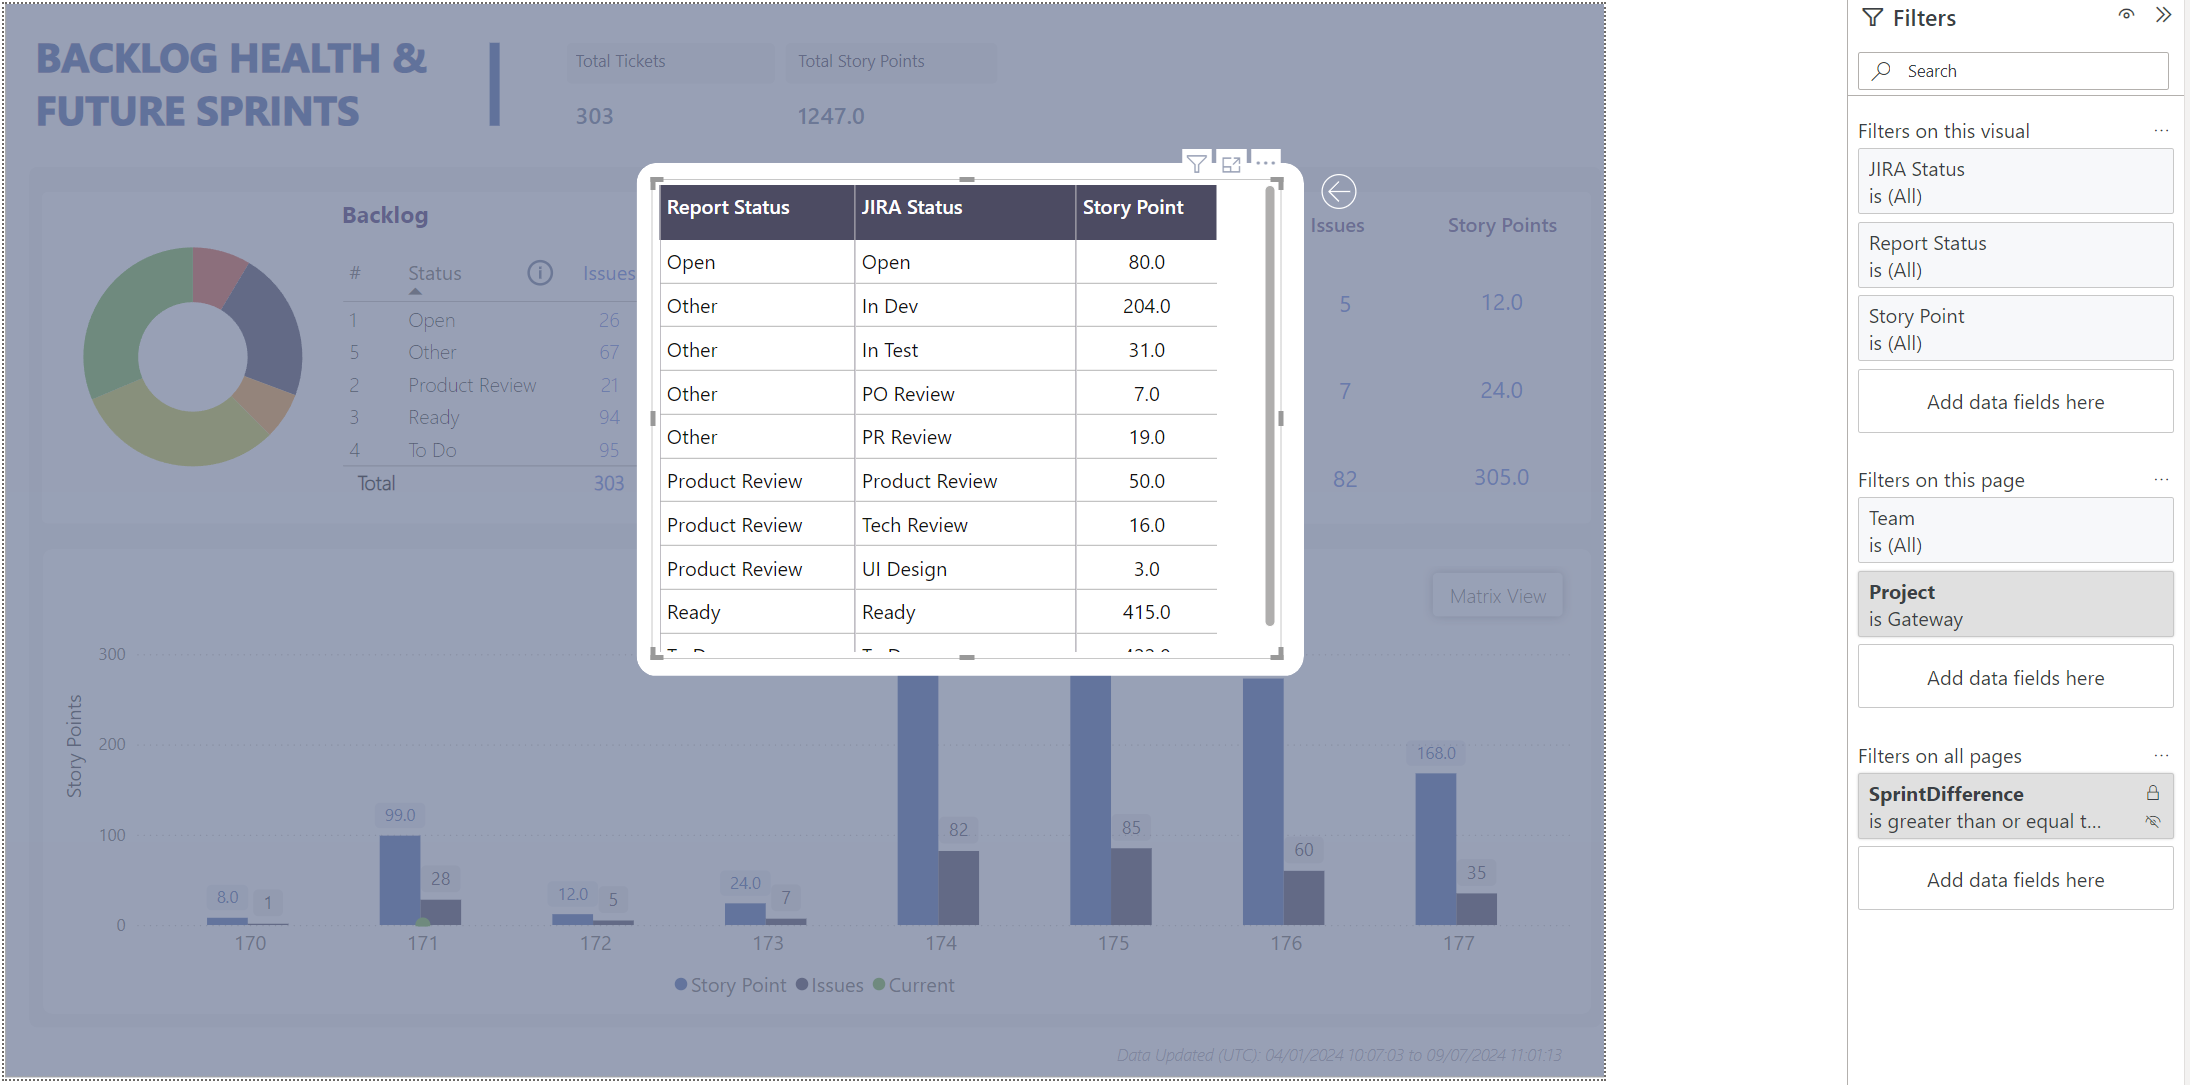 BACKLOG HEALTH &
FUTURE SPRINTS
Total Tickets
303
Total Story Points
1247.0
Backlog
# Status Issues
1 Open 26
5 Other 67
2 Product Review 21
3 Ready 94
4 To Do 95
Total 303
Report Status JIRA Status Story Point
Open Open 80.0
Other In Dev 204.0
Other In Test 31.0
Other PO Review 7.0
Other PR Review 19.0
Product Review Product Review 50.0
Product Review Tech Review 16.0
Product Review UI Design 3.0
Ready Ready 415.0
Issues Story Points
5 12.0
7 24.0
82 305.0
Matrix View
Story Points
300
200
100
0
8.0 1
99.0 28
12.0 5
24.0 7
82
85
60
168.0 35
170 171 172 173 174 175 176 177
Story Point Issues Current
Data Updated (UTC): 04/01/2024 10:07:03 to 09/07/2024 11:01:13
Filters
Search
Filters on this visual
JIRA Status
is (All)
Report Status
is (All)
Story Point
is (All)
Add data fields here
Filters on this page
Team
is (All)
Project
is Gateway
Add data fields here
Filters on all pages
SprintDifference
is greater than or equal t...
Add data fields here